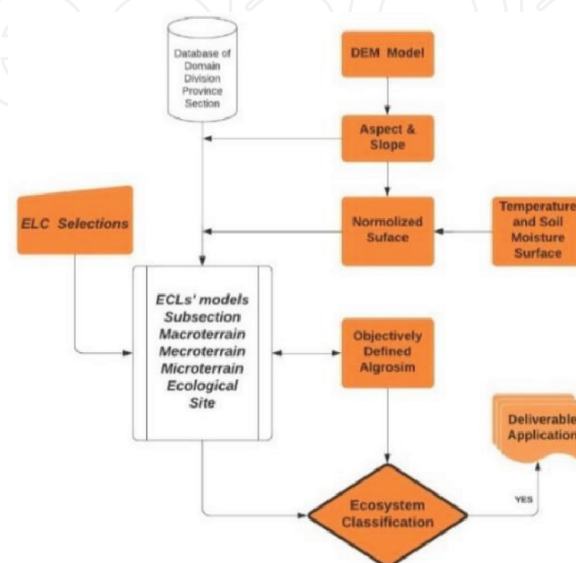 Database of
Domain
Division
Province
Section
DEM Model
Aspect &
Slope
ELC Selections
Normalized
Suface
Temperature
and Soil
Moisture
Surface
ECLs' models
Subsection
Macroterrain
Mecroterrain
Microterrain
Ecological
Site
Objectively
Defined
Algrosim
Deliverable
Application
Ecosystem
Classification
YES